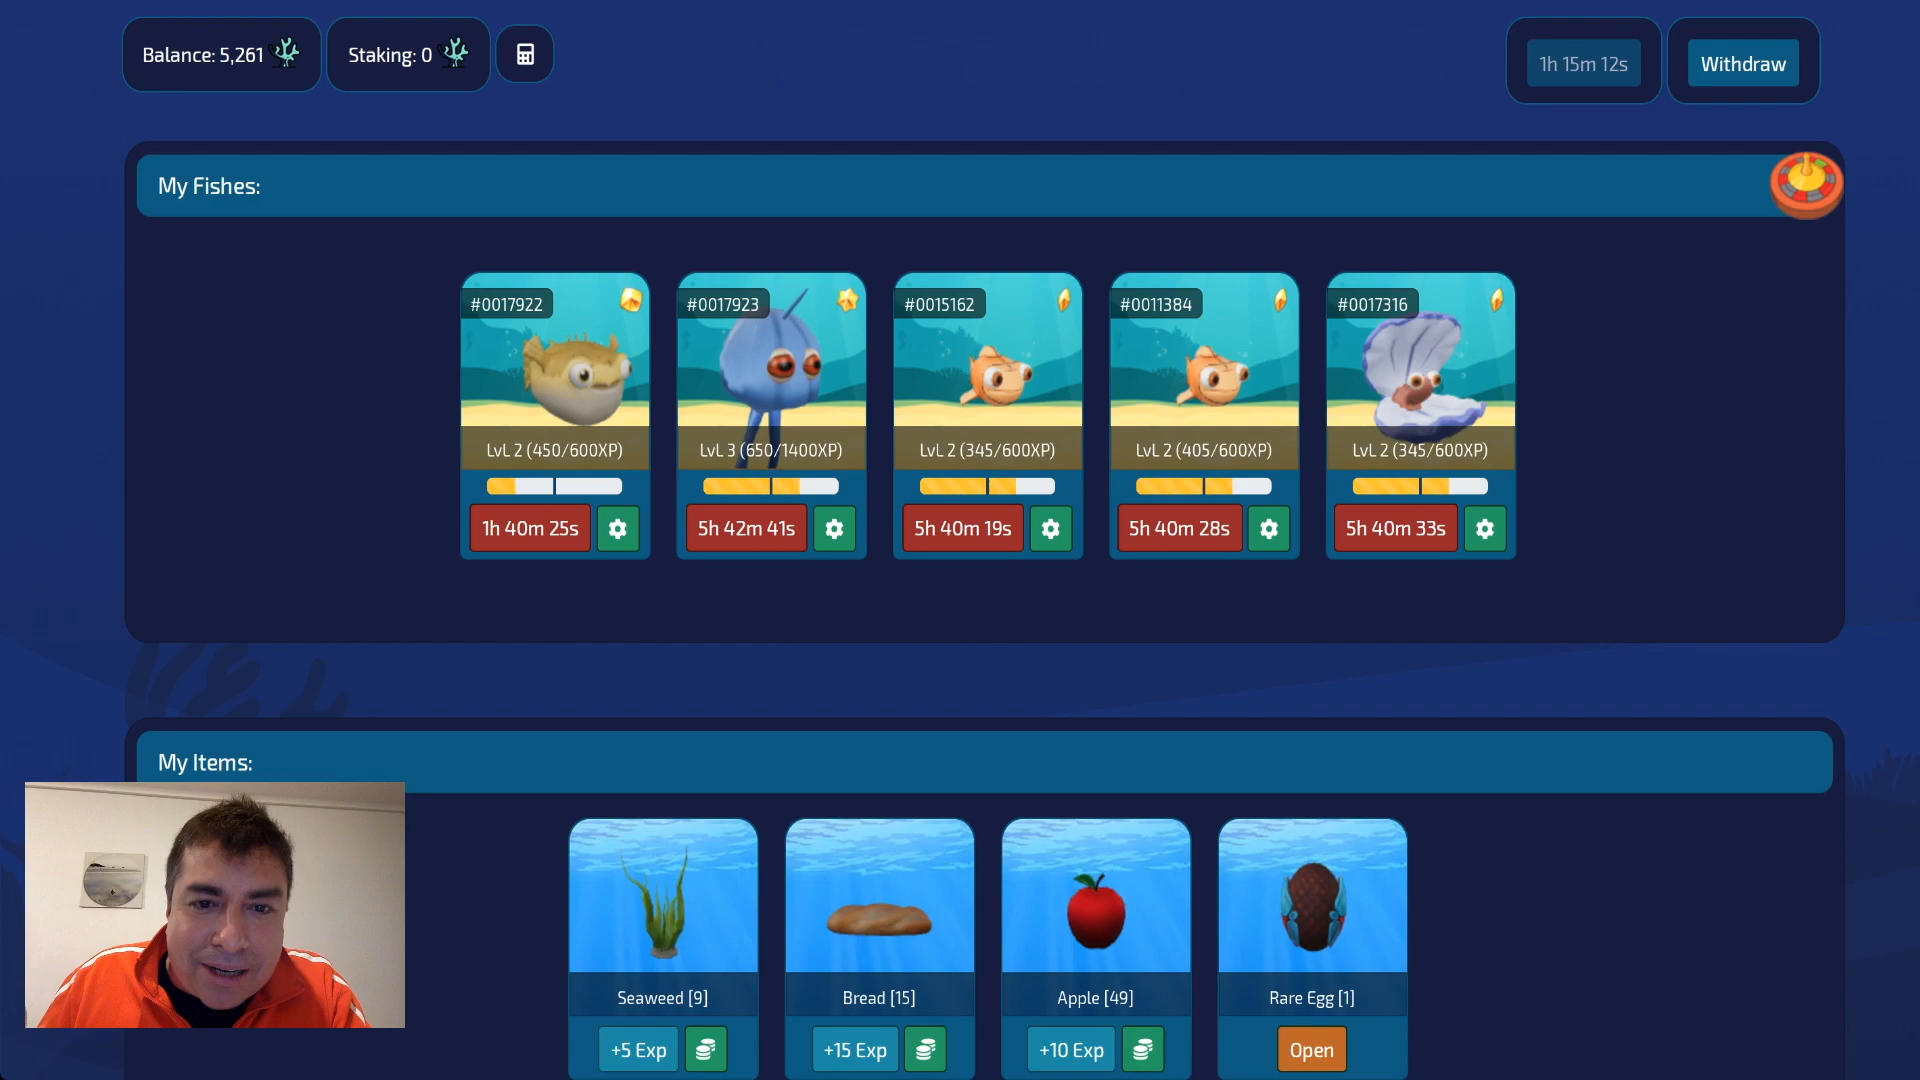 Balance: 5,261
Staking: 0
1h 15m 12s
Withdraw
My Fishes:
#0017922
#0017923
#0015162
#0011384
#0017316
LvL 2 (450/600XP)
LvL 3 (650/1400XP)
LvL 2 (345/600XP)
LvL 2 (405/600XP)
LvL 2 (345/600XP)
1h 40m 25s
5h 42m 41s
5h 40m 19s
5h 40m 28s
5h 40m 33s
My Items:
Seaweed [9]
Bread [15]
Apple [49]
Rare Egg [1]
+5 Exp
+15 Exp
+10 Exp
Open